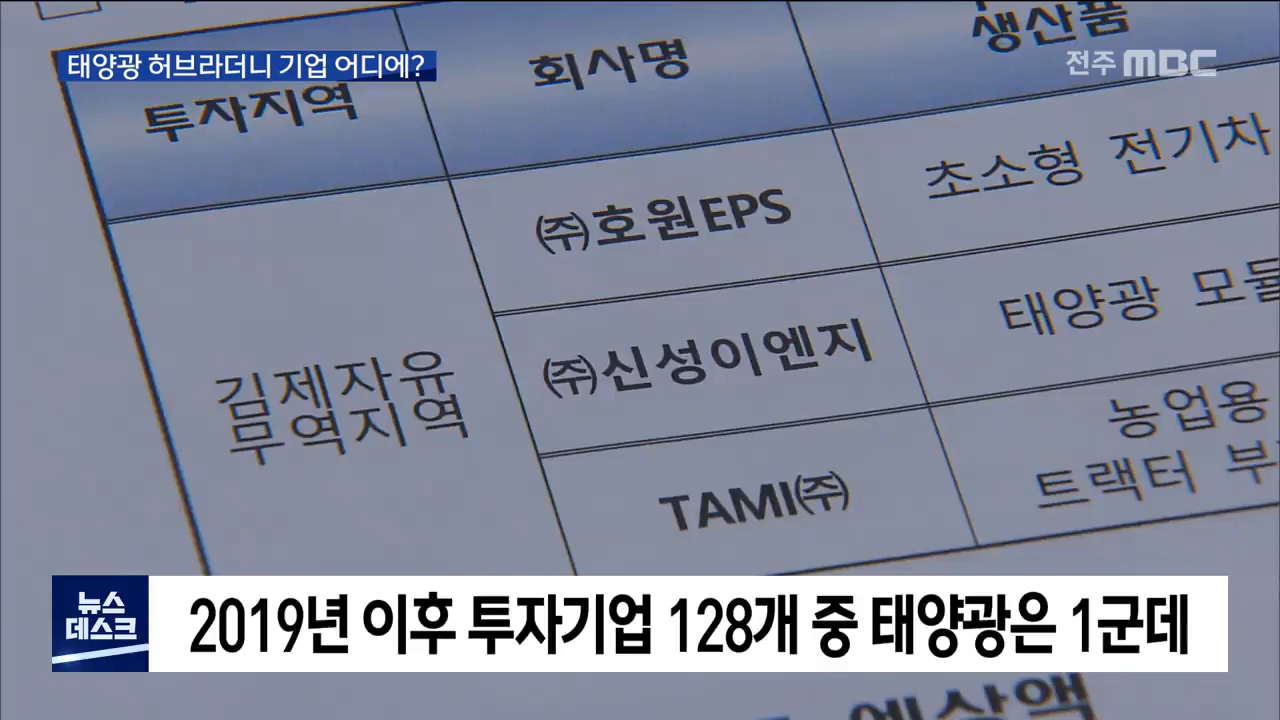 태양광 허브라더니 기업 어디에?
전주 MBC
투자지역
회사명
생산품
김제자유
무역지역
㈜호원EPS
초소형 전기차
㈜신성이엔지
태양광 모듈
TAMI㈜
농업용
트랙터
뉴스
데스크
2019년 이후 투자기업 128개 중 태양광은 1군데
예상액